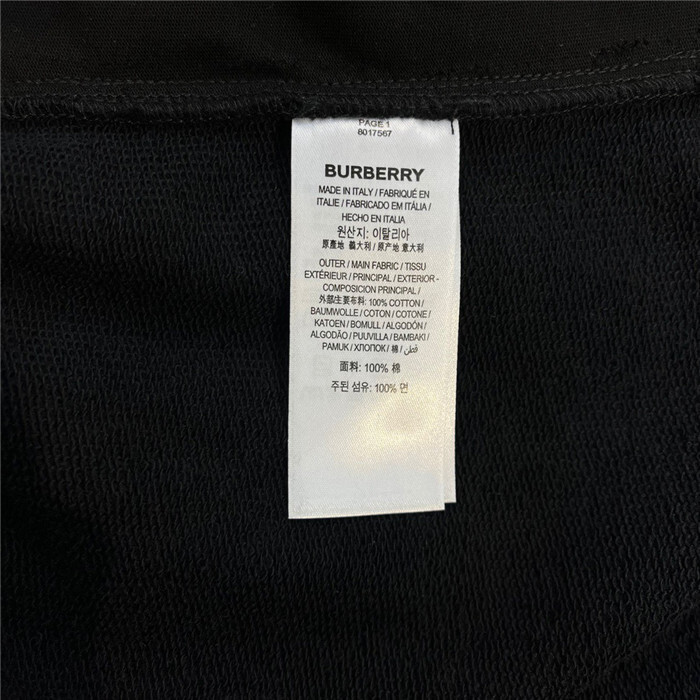 PAGE 1
8017567
BURBERRY
MADE IN ITALY / FABRIQUÉ EN
ITALIE / FABRICADO EM ITÁLIA /
HECHO EN ITALIA
원산지: 이탈리아
原產地 義大利 / 原产地 意大利
OUTER / MAIN FABRIC / TISSU
EXTÉRIEUR / PRINCIPAL / EXTERIOR -
COMPOSICION PRINCIPAL /
外部/主要布料: 100% COTTON /
BAUMWOLLE / COTON / COTONE /
KATOEN / BOMULL / ALGODÓN /
ALGODÃO / PUUVILLA / BAMBAKI /
PAMUK / ХЛОПОК / 棉 / قطن
面料: 100% 棉
주된 섬유: 100% 면